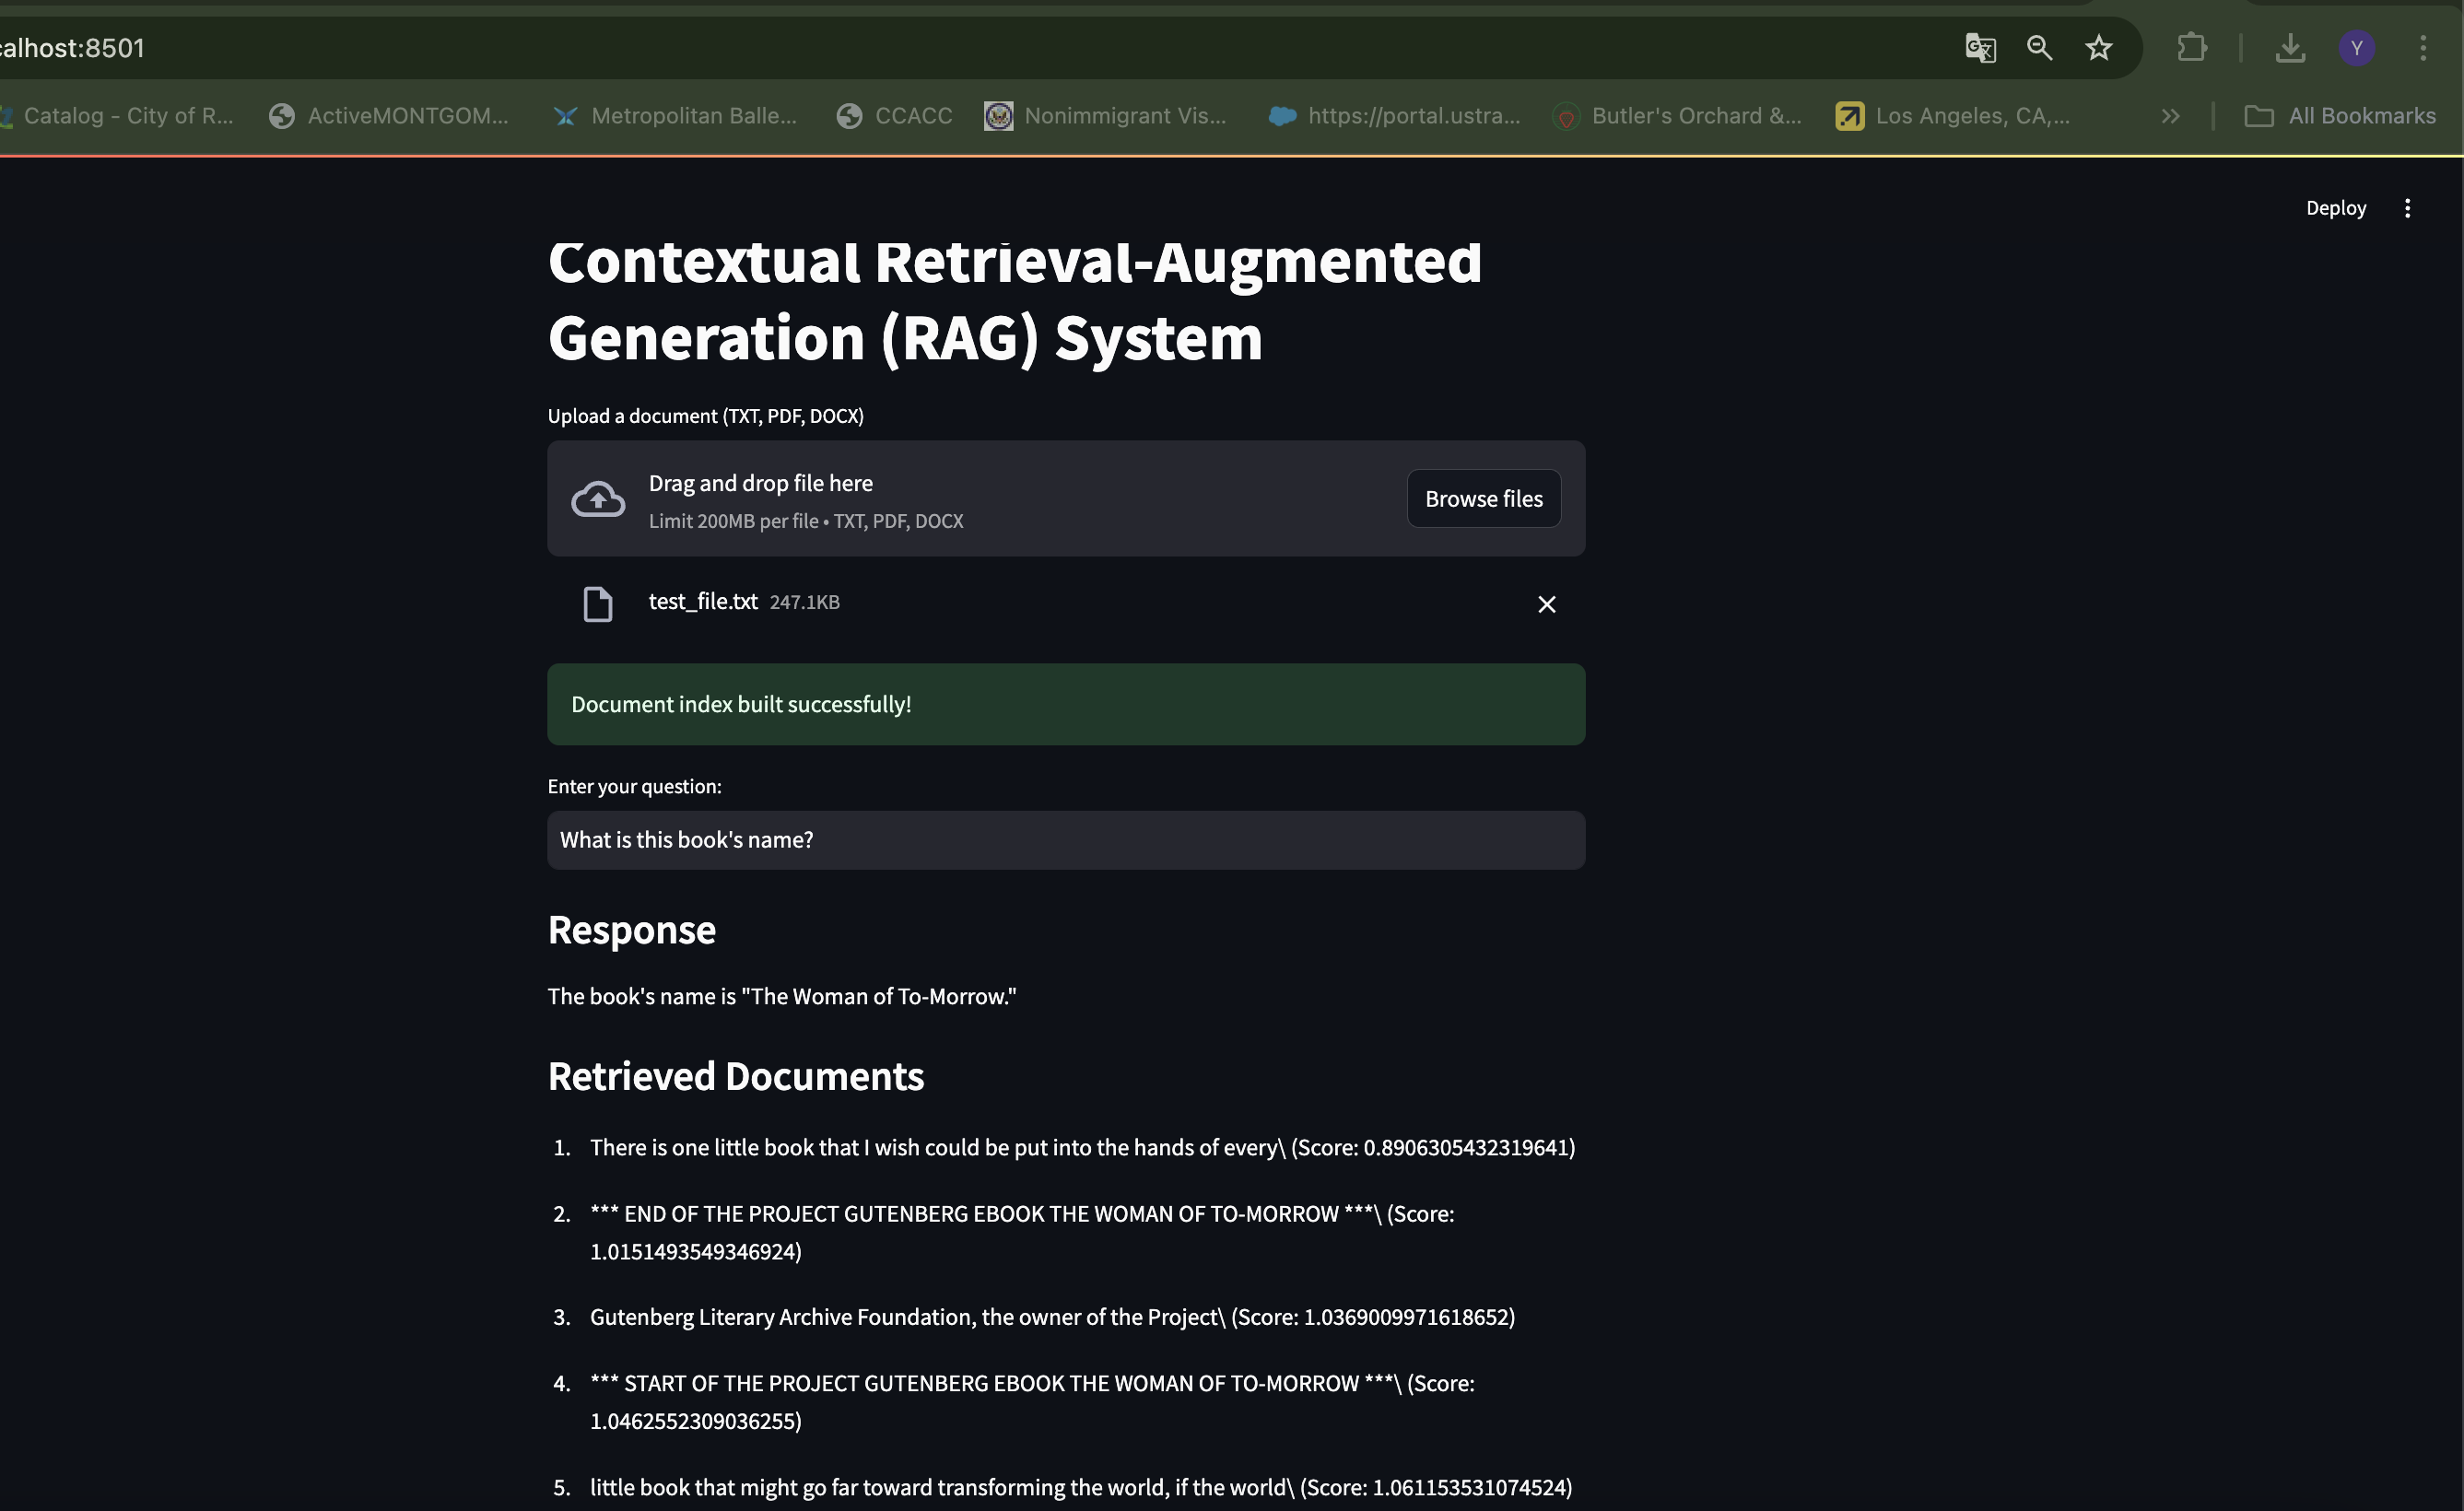 calhost:8501
Y
Catalog - City of R...
ActiveMONTGOM...
Metropolitan Balle...
CCACC
Nonimmigrant Vis...
https://portal.ustra...
Butler's Orchard &...
Los Angeles, CA,...
»
All Bookmarks
Deploy
Contextual Retrieval-Augmented
Generation (RAG) System
Upload a document (TXT, PDF, DOCX)
Drag and drop file here
Limit 200MB per file • TXT, PDF, DOCX
Browse files
test_file.txt 247.1KB
Document index built successfully!
Enter your question:
What is this book's name?
Response
The book's name is "The Woman of To-Morrow."
Retrieved Documents
1. There is one little book that I wish could be put into the hands of every\ (Score: 0.8906305432319641)
2. *** END OF THE PROJECT GUTENBERG EBOOK THE WOMAN OF TO-MORROW ***\ (Score:
1.0151493549346924)
3. Gutenberg Literary Archive Foundation, the owner of the Project\ (Score: 1.0369009971618652)
4. *** START OF THE PROJECT GUTENBERG EBOOK THE WOMAN OF TO-MORROW ***\ (Score:
1.0462552309036255)
5. little book that might go far toward transforming the world, if the world\ (Score: 1.061153531074524)